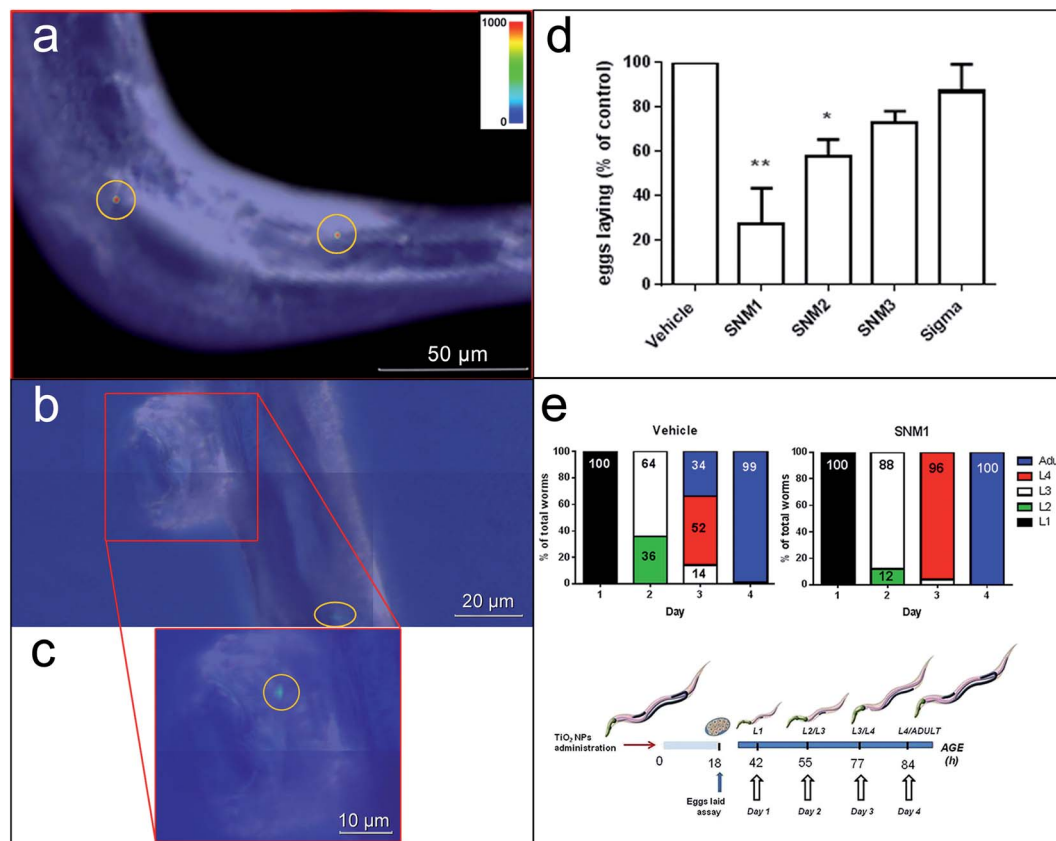 a
1000
0
50 µm
b
20 µm
c
10 µm
d
eggs laying (% of control)
100
80
60
40
20
0
**
*
Vehicle
SNM1
SNM2
SNM3
Sigma
e
Vehicle
% of total worms
100
80
60
40
20
0
100
64
36
34
52
14
99
1
2
3
4
Day
SNM1
% of total worms
100
80
60
40
20
0
100
88
12
96
100
1
2
3
4
Day
Adu
L4
L3
L2
L1
TiO₂ NPs
administration
0
18
Eggs laid
assay
L1
L2/L3
L3/L4
L4/ADULT
42
55
77
84
AGE
(h)
Day 1
Day 2
Day 3
Day 4